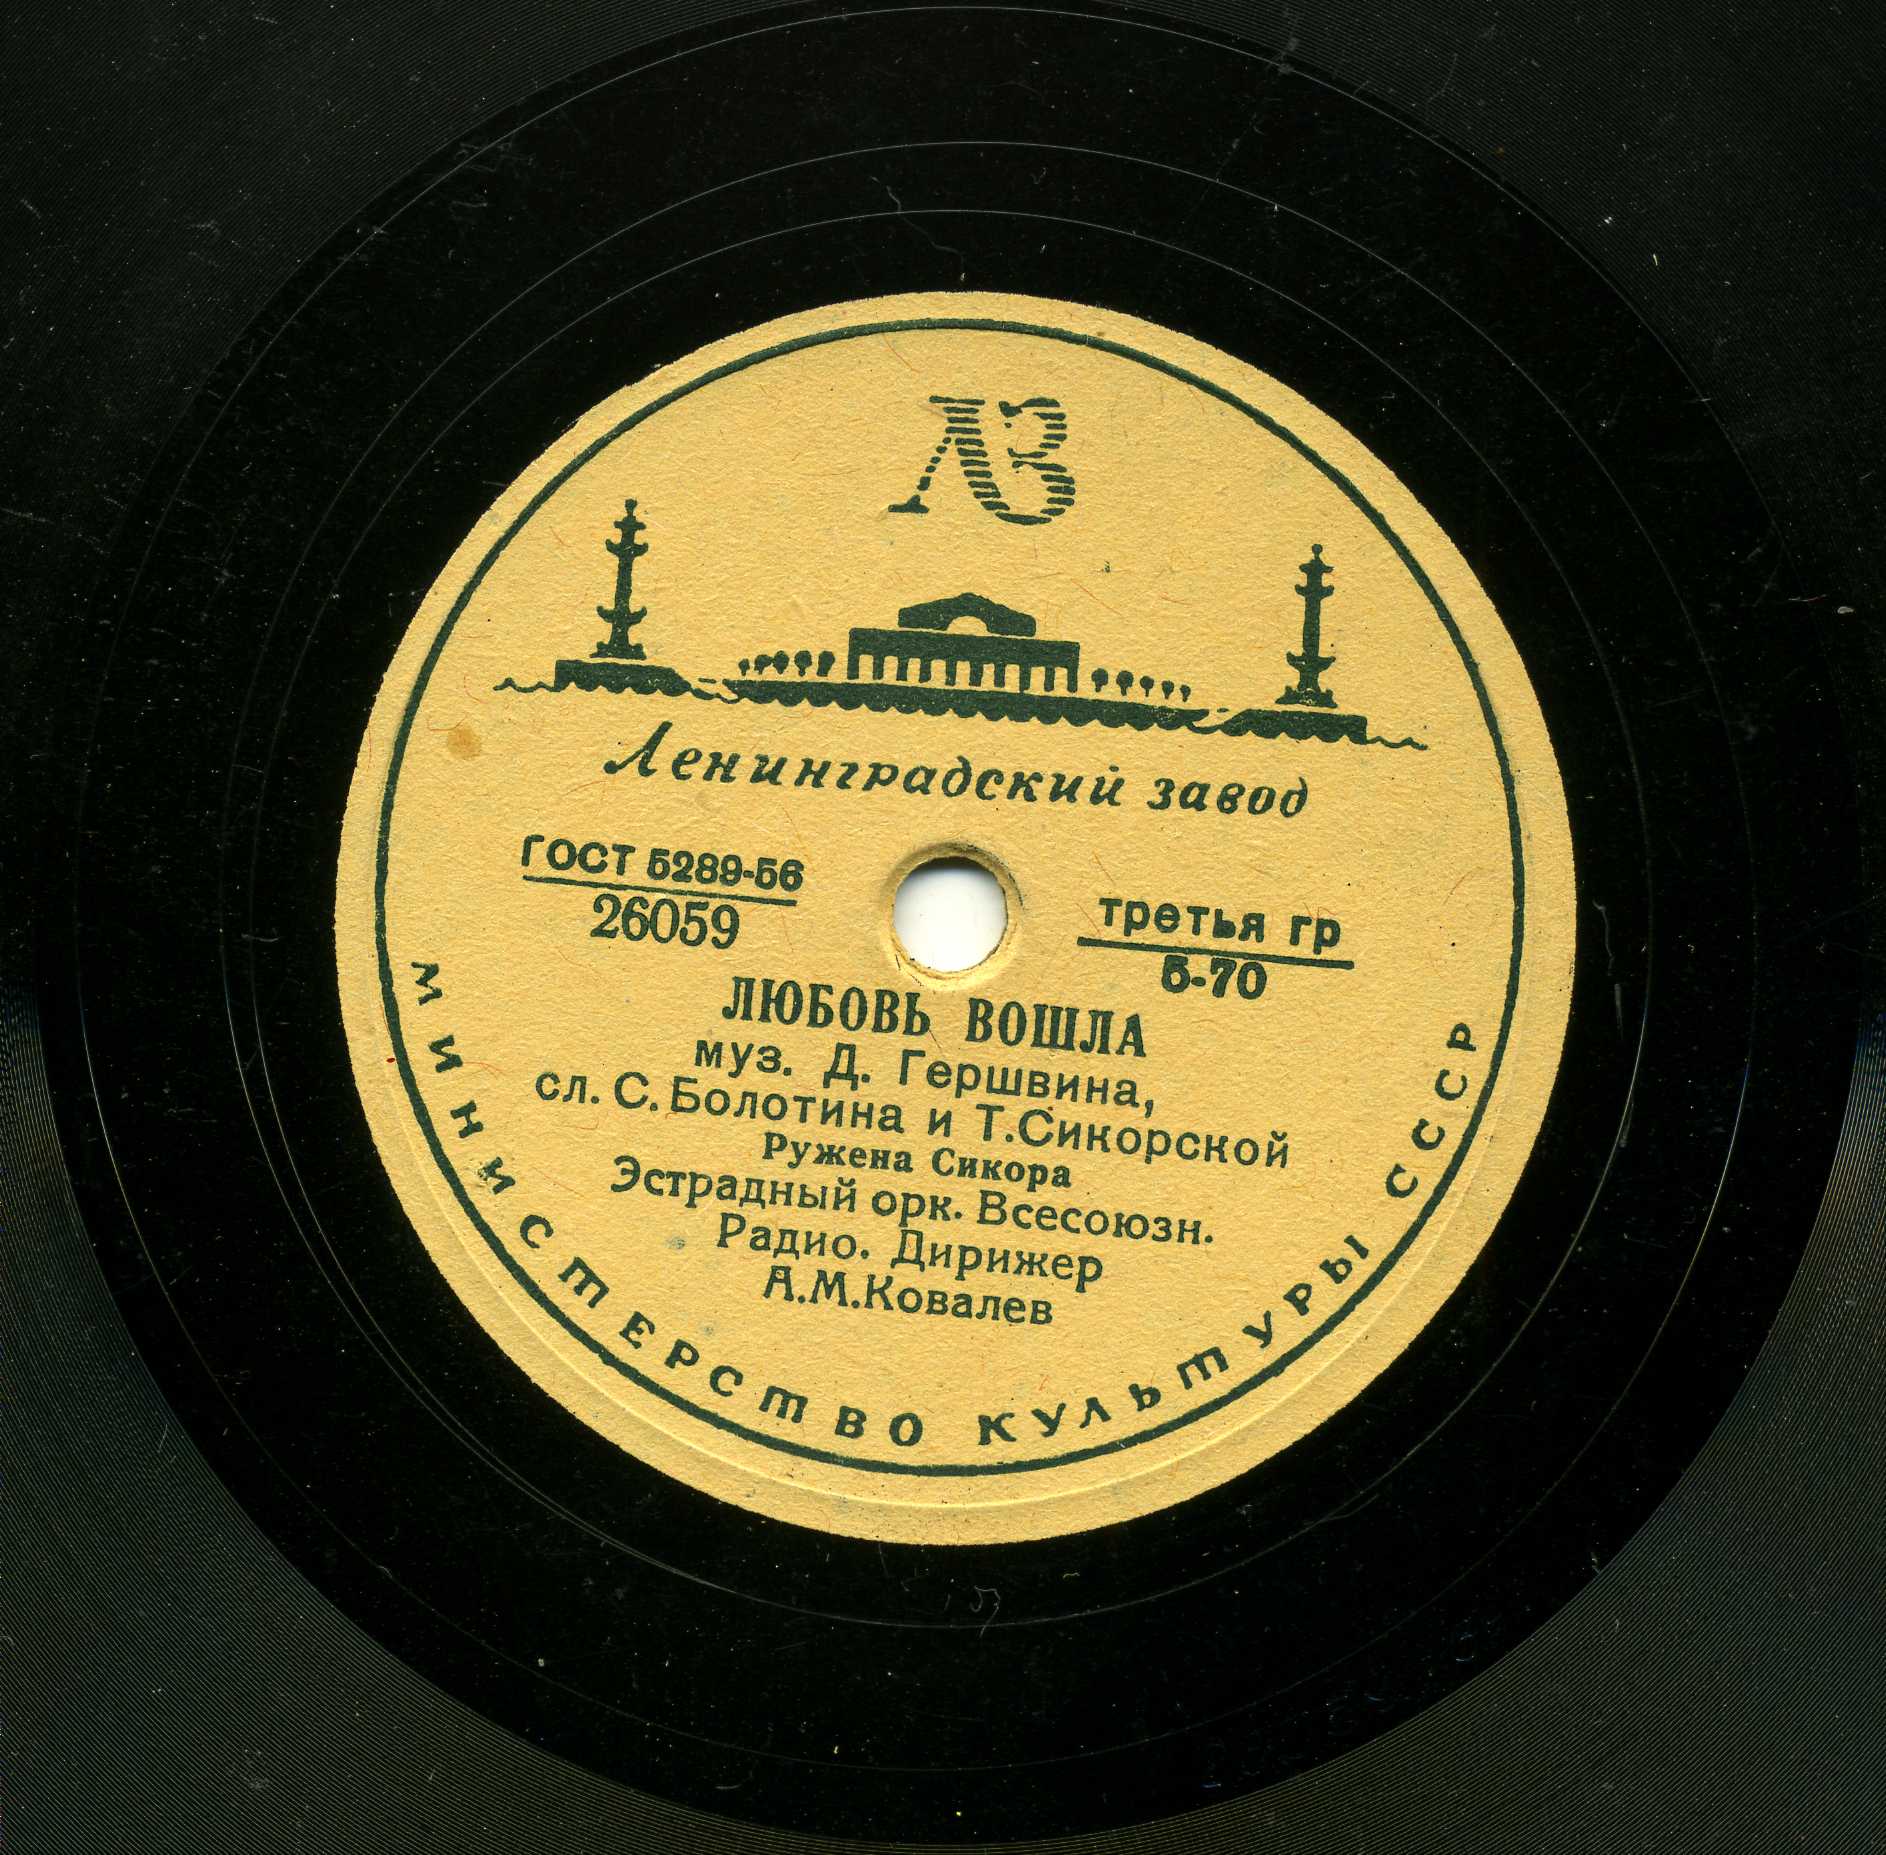 ЛЗ
Ленинградский завод
ГОСТ 5289-56
26059
третья гр
5-70
ЛЮБОВЬ ВОШЛА
муз. Д. Гершвина,
сл. С. Болотина и Т. Сикорской
Ружена Сикора
Эстрадный орк. Всесоюзн.
Радио. Дирижер
А.М.Ковалев
МИНИСТЕРСТВО КУЛЬТУРЫ СССР